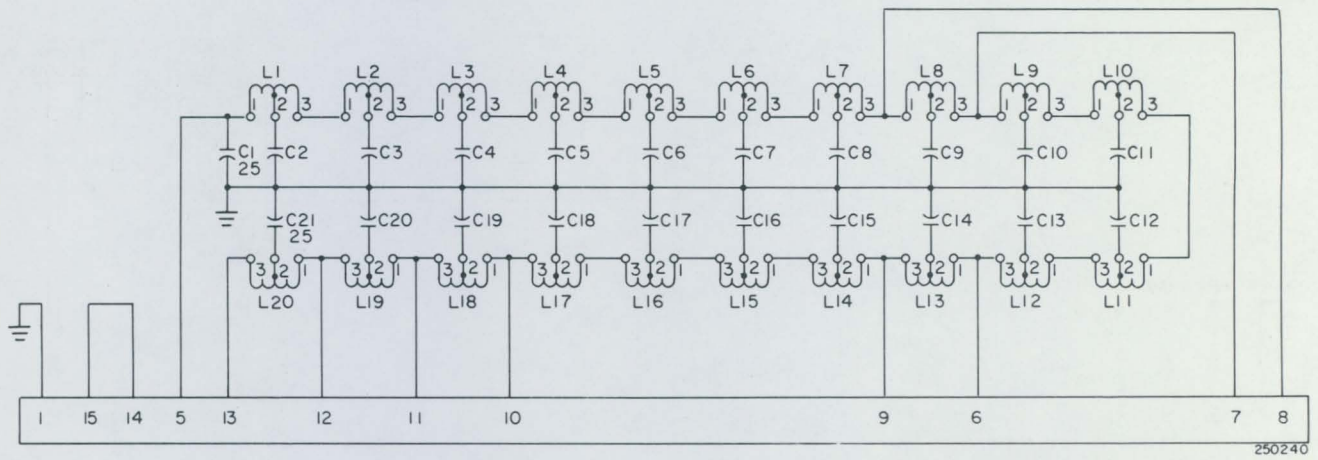 L1 L2 L3 L4 L5 L6 L7 L8 L9 L10
1 2 3 1 2 3 1 2 3 1 2 3 1 2 3 1 2 3 1 2 3 1 2 3 1 2 3 1 2 3
C1 C2 C3 C4 C5 C6 C7 C8 C9 C10 C11
25
C21 C20 C19 C18 C17 C16 C15 C14 C13 C12
25
3 2 1 3 2 1 3 2 1 3 2 1 3 2 1 3 2 1 3 2 1 3 2 1 3 2 1 3 2 1
L20 L19 L18 L17 L16 L15 L14 L13 L12 L11
1 15 14 5 13 12 11 10 9 6 7 8
250240